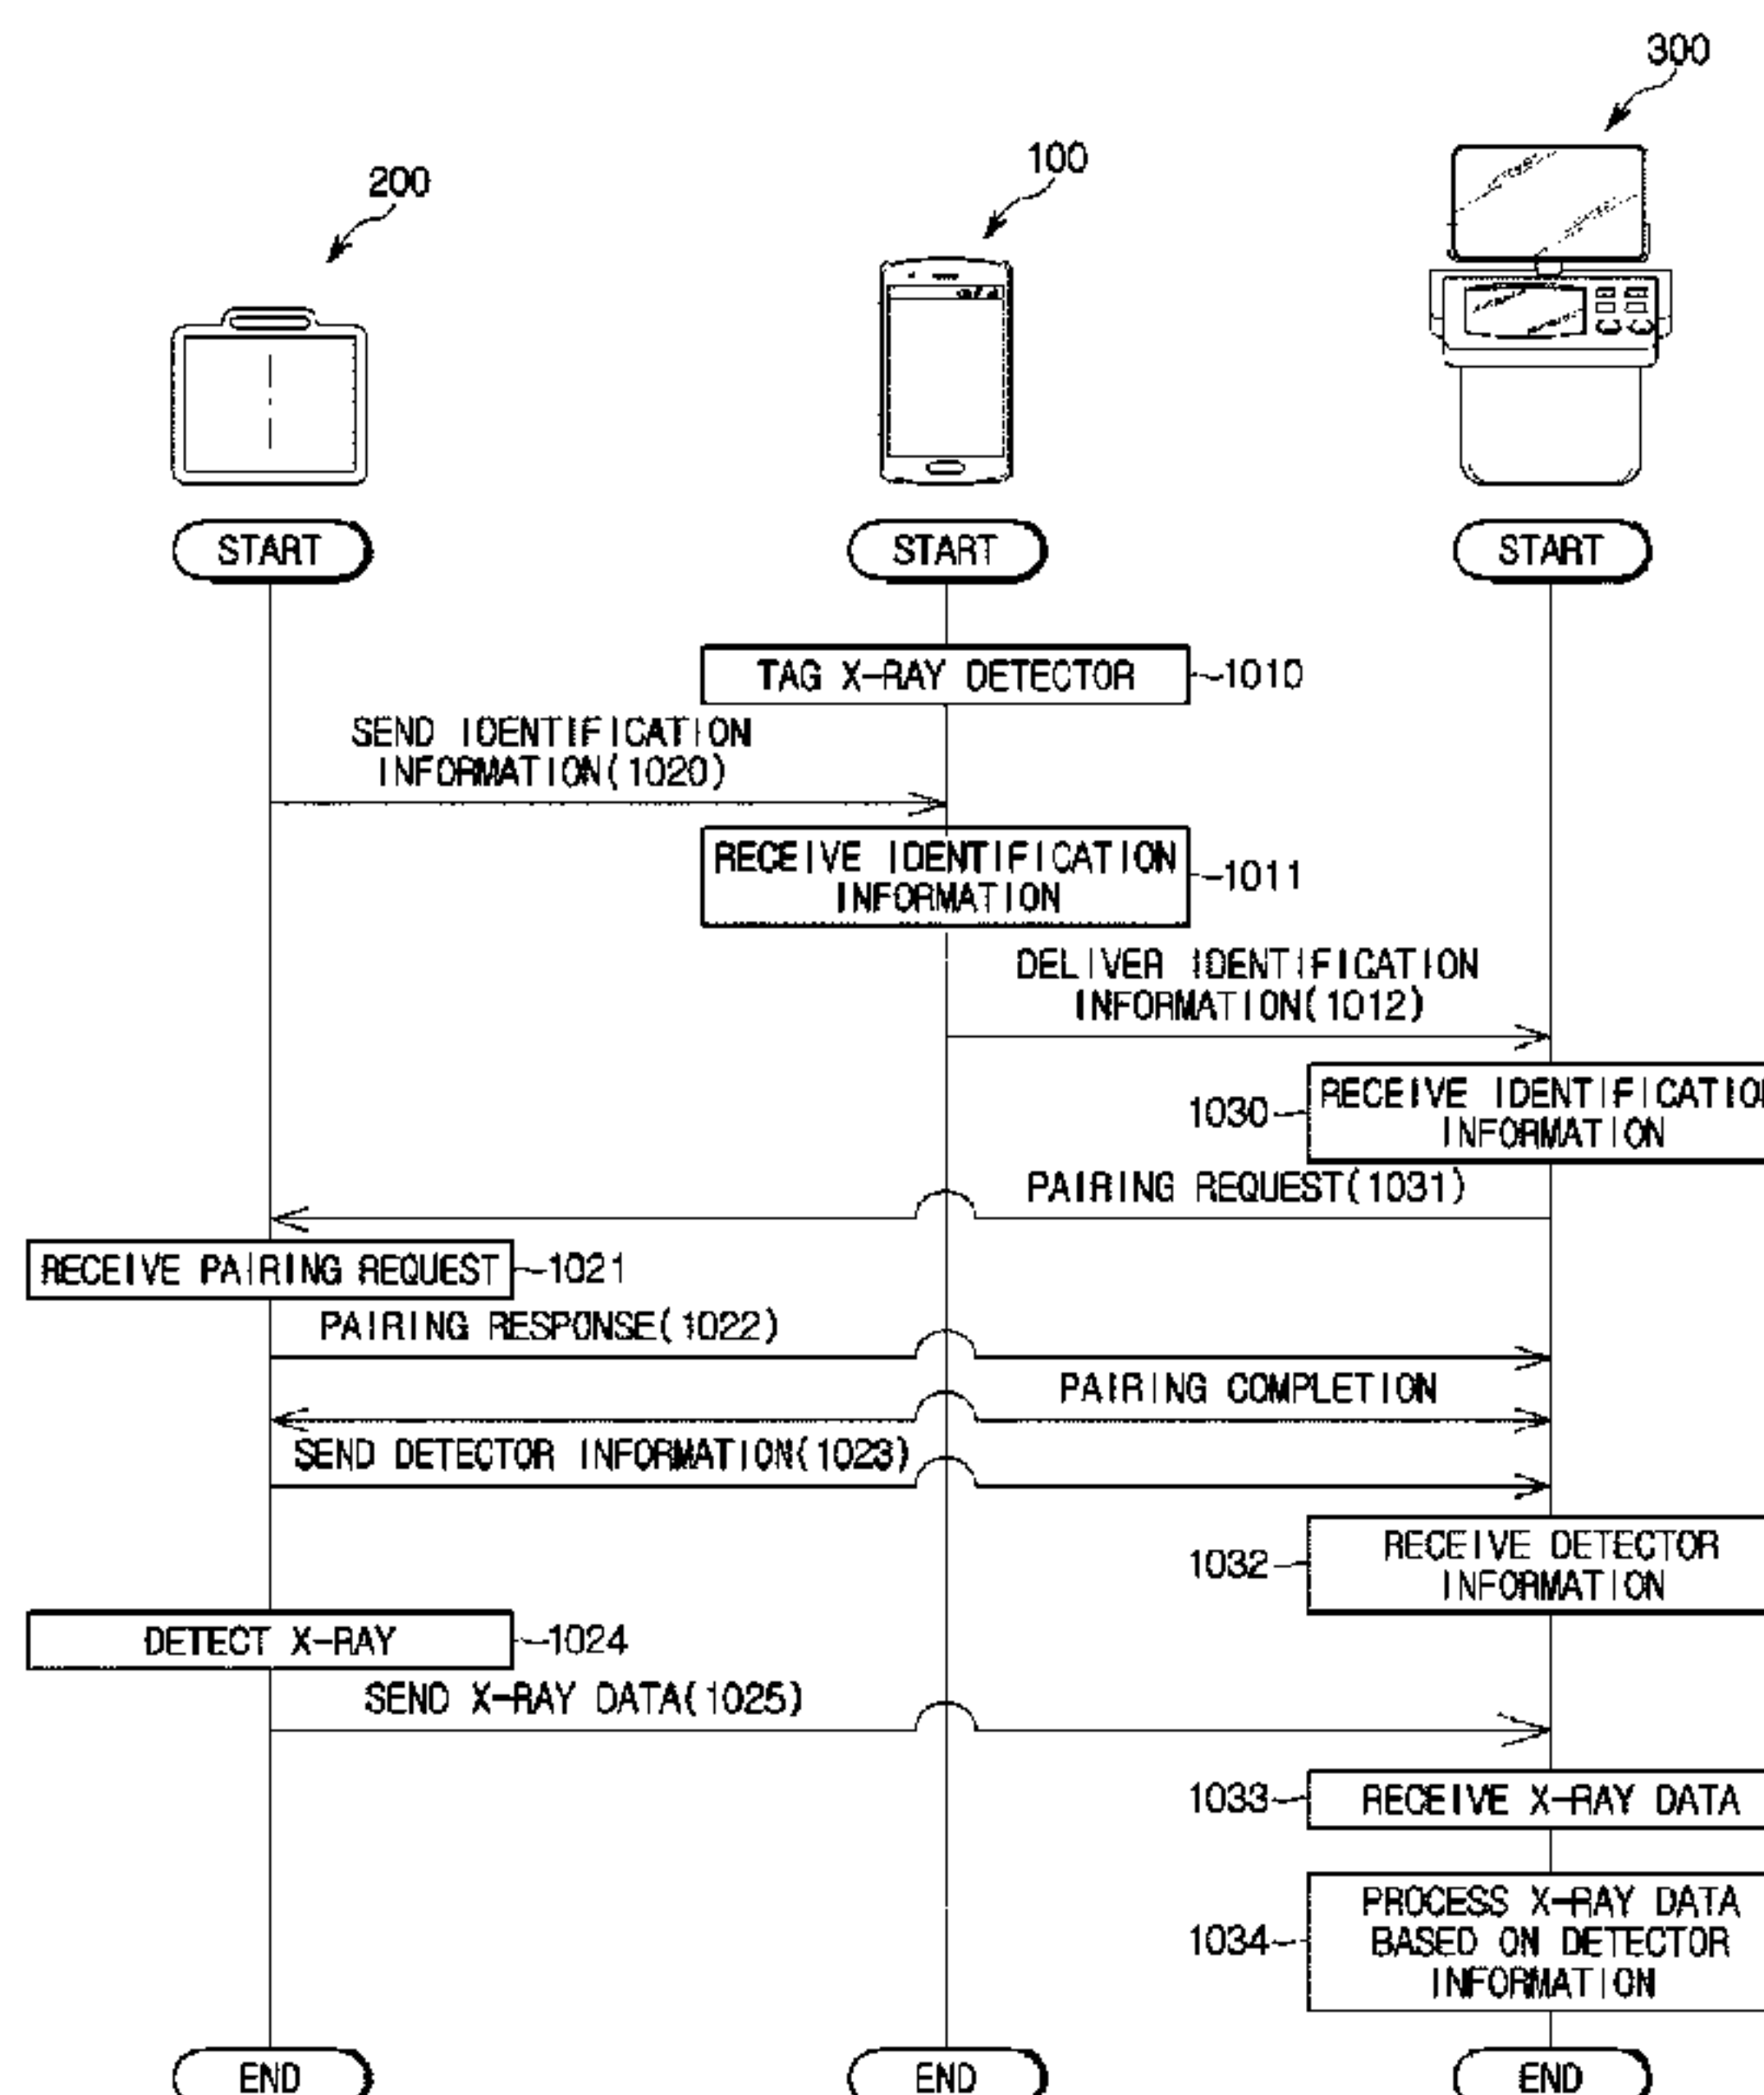 300
100
200
START
START
START
TAG X-RAY DETECTOR
1010
SEND IDENTIFICATION
INFORMATION(1020)
RECEIVE IDENTIFICATION
INFORMATION
1011
DELIVER IDENTIFICATION
INFORMATION(1012)
1030
RECEIVE IDENTIFICATIO
INFORMATION
PAIRING REQUEST(1031)
RECEIVE PAIRING REQUEST
1021
PAIRING RESPONSE(1022)
PAIRING COMPLETION
SEND DETECTOR INFORMATION(1023)
1032
RECEIVE DETECTOR
INFORMATION
DETECT X-RAY
1024
SEND X-RAY DATA(1025)
1033
RECEIVE X-RAY DATA
1034
PROCESS X-RAY DATA
BASED ON DETECTOR
INFORMATION
END
END
END